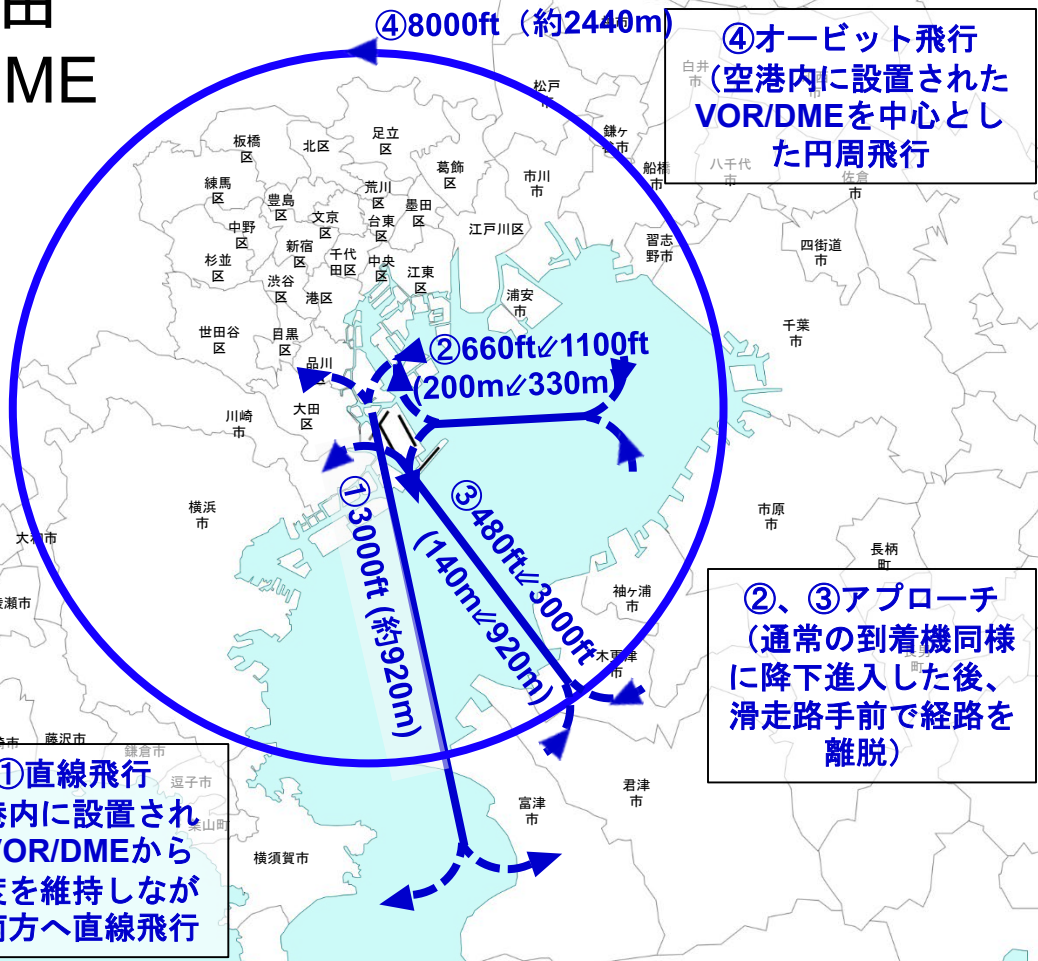 田
ME
④8000ft（約2440m)
④オービット飛行
（空港内に設置された
VOR/DMEを中心とし
た円周飛行
白井
市
松戸
市
鎌ヶ
谷市
船橋
市
八千代
市
佐倉
市
板橋
区
北区
足立
区
葛飾
区
市川
市
練馬
区
豊島
区
荒川
区
文京
区
台東
区
墨田
区
江戸川区
習志
野市
四街道
市
中野
区
新宿
区
千代
田区
中央
区
江東
区
杉並
区
渋谷
区
港区
浦安
市
千葉
市
世田谷
区
目黒
区
品川
②660ft⇙1100ft
(200m⇙330m)
川崎
市
大田
区
横浜
市
大和市
綾瀬市
①3000ft (約920m)
③480ft⇙3000ft
(140m⇙920m)
市原
市
長柄
町
袖ヶ浦
市
木更津
市
②、③アプローチ
（通常の到着機同様
に降下進入した後、
滑走路手前で経路を
離脱）
藤沢市
鎌倉市
逗子市
葉山町
横須賀市
富津
市
君津
市
①直線飛行
港内に設置され
VOR/DMEから
度を維持しなが
南方へ直線飛行